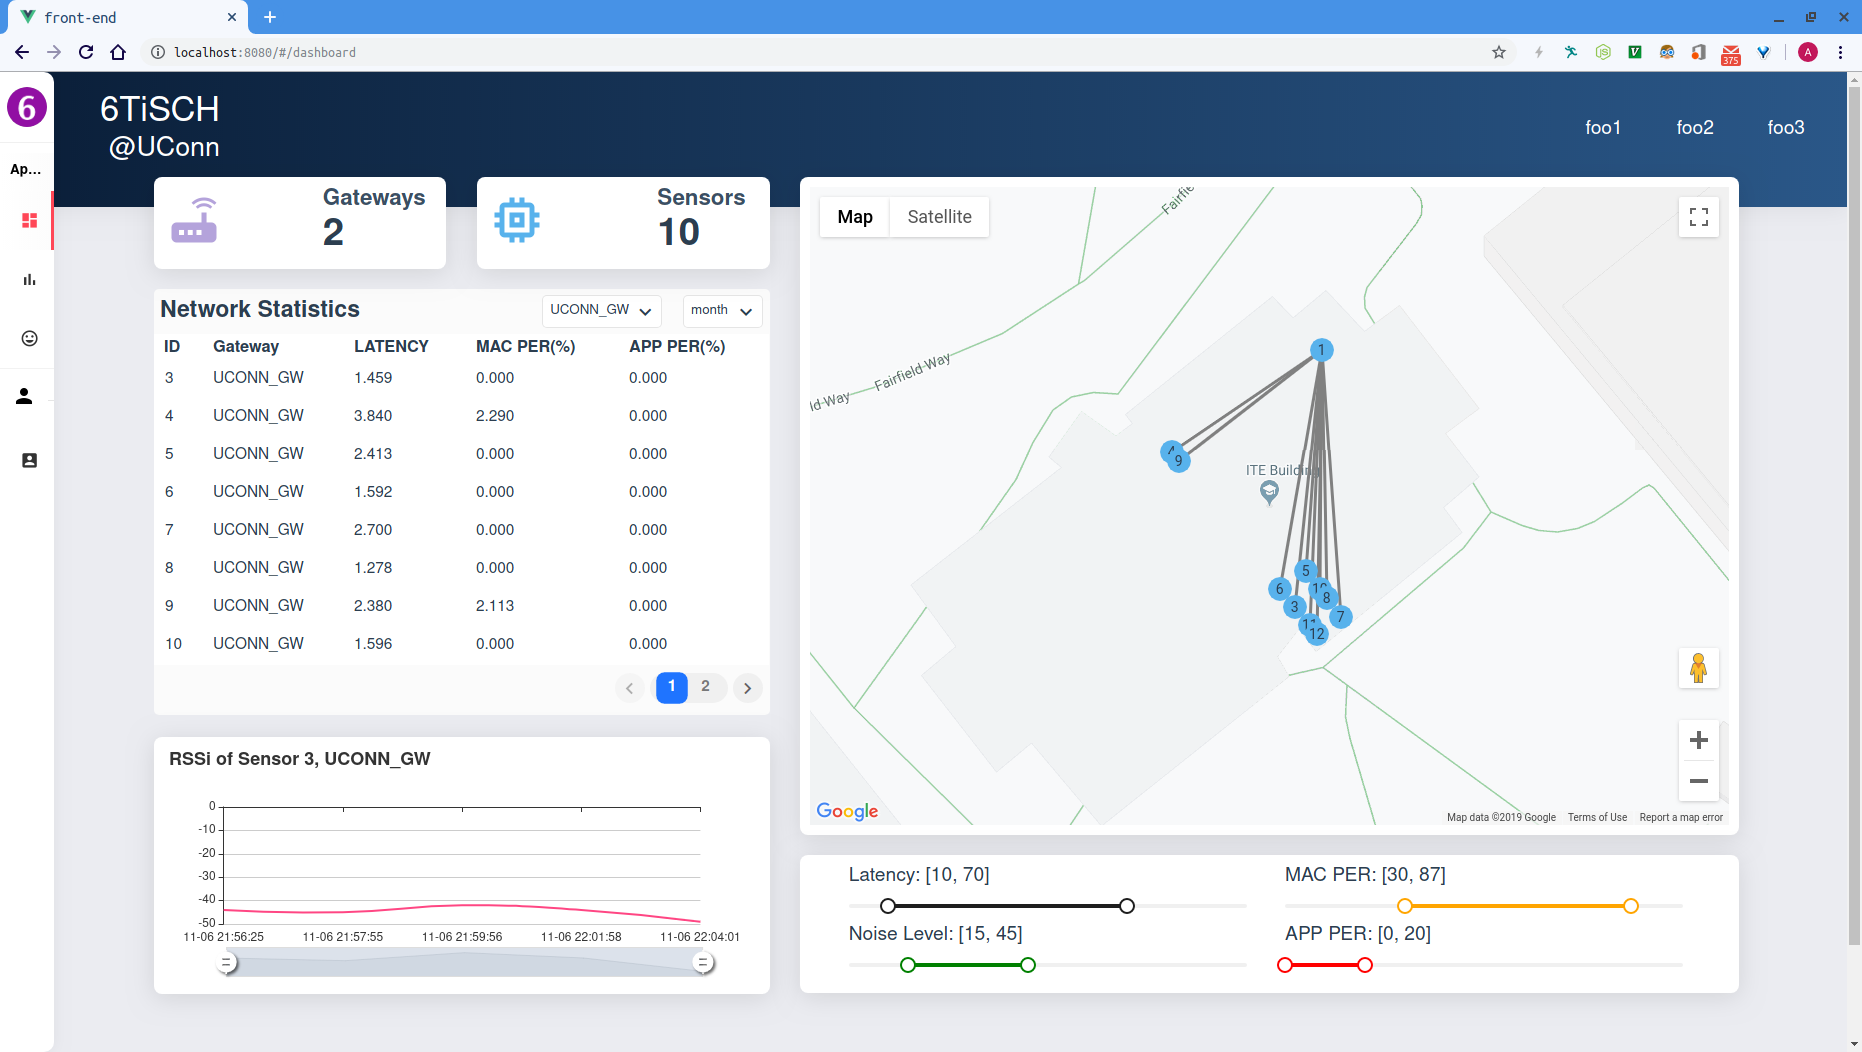 front-end
localhost:8080/#/dashboard
375
A
6
6TiSCH
@UConn
foo1 foo2 foo3
Ap...
Gateways
2
Sensors
10
Network Statistics UCONN_GW month
ID Gateway LATENCY MAC PER(%) APP PER(%)
3 UCONN_GW 1.459 0.000 0.000
4 UCONN_GW 3.840 2.290 0.000
5 UCONN_GW 2.413 0.000 0.000
6 UCONN_GW 1.592 0.000 0.000
7 UCONN_GW 2.700 0.000 0.000
8 UCONN_GW 1.278 0.000 0.000
9 UCONN_GW 2.380 2.113 0.000
10 UCONN_GW 1.596 0.000 0.000
1 2
RSSi of Sensor 3, UCONN_GW
0
-10
-20
-30
-40
-50
11-06 21:56:25 11-06 21:57:55 11-06 21:59:56 11-06 22:01:58 11-06 22:04:01
Map Satellite
Fairfie
Fairfield Way
ld Way
1
4
9
ITE Building
5
6
10
8
3
7
11
12
Google
Map data ©2019 Google Terms of Use Report a map error
Latency: [10, 70]
MAC PER: [30, 87]
Noise Level: [15, 45]
APP PER: [0, 20]